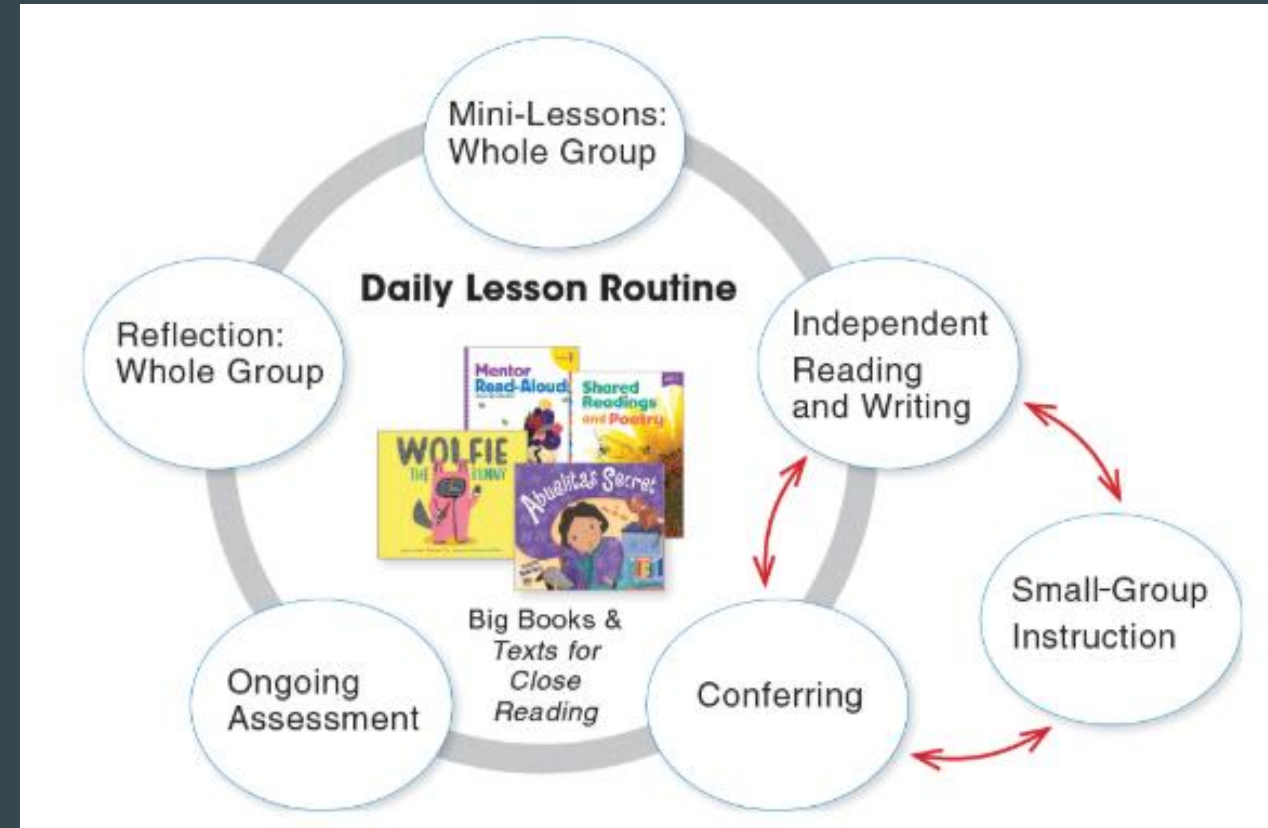 Mini-Lessons:
Whole Group
Daily Lesson Routine
Reflection:
Whole Group
Independent
Reading
and Writing
Mentor
Read-Aloud
Shared
Readings
and Poetry
WOLFIE
THE BUNNY
Abuelita's Secret
Big Books &
Texts for
Close
Reading
Small-Group
Instruction
Ongoing
Assessment
Conferring